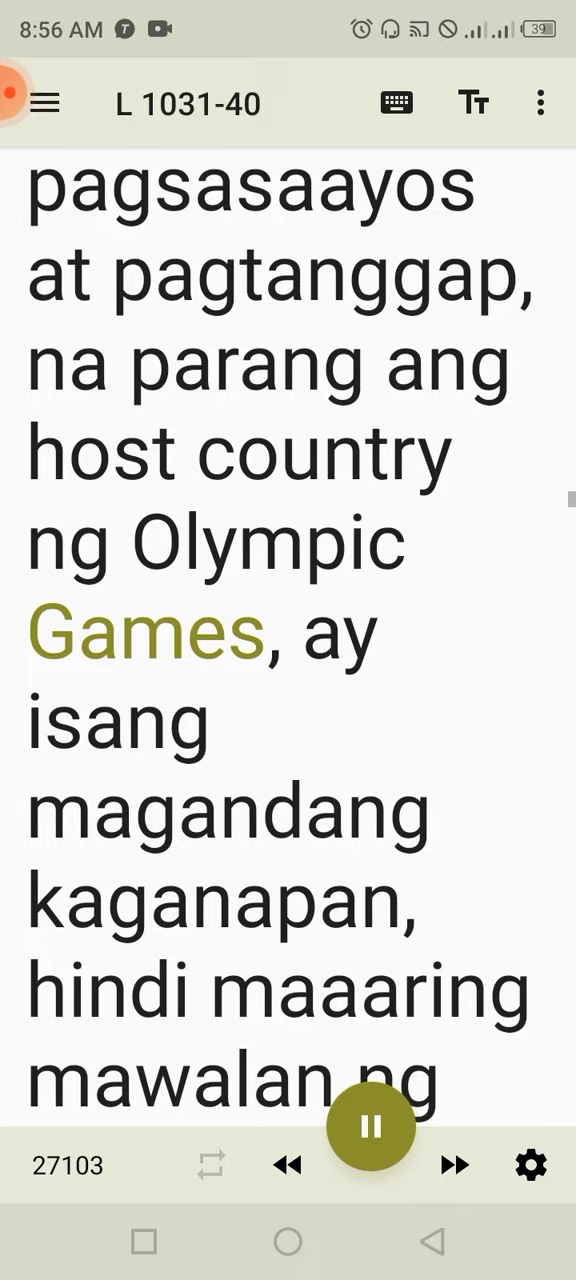 8:56 AM
39
L 1031-40
pagsasaayos
at pagtanggap,
na parang ang
host country
ng Olympic
Games, ay
isang
magandang
kaganapan,
hindi maaaring
mawalan ng
27103